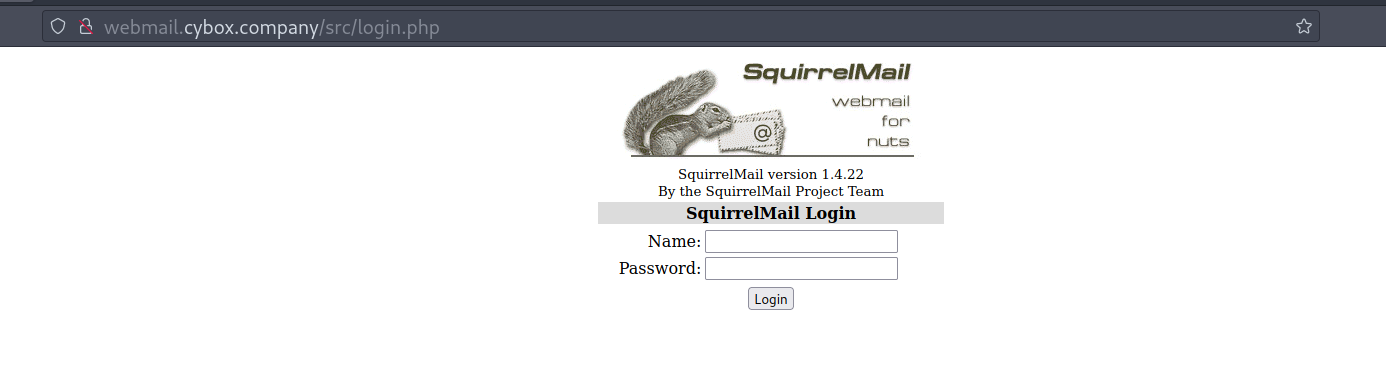 webmail.cybox.company/src/login.php
SquirrelMail
webmail
for
nuts
@
SquirrelMail version 1.4.22
By the SquirrelMail Project Team
SquirrelMail Login
Name:
Password:
Login